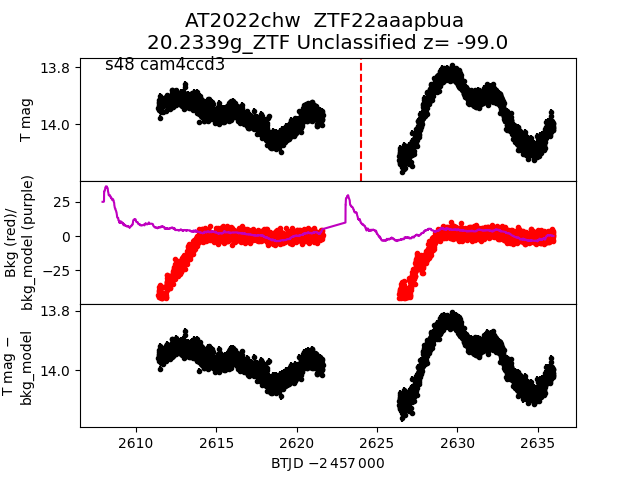 AT2022chw  ZTF22aaapbua
20.2339g_ZTF Unclassified z= -99.0
s48 cam4ccd3
13.8
14.0
T mag
25
0
−25
Bkg (red)/
bkg_model (purple)
13.8
14.0
T mag −
bkg_model
2610
2615
2620
2625
2630
2635
BTJD −2 457 000